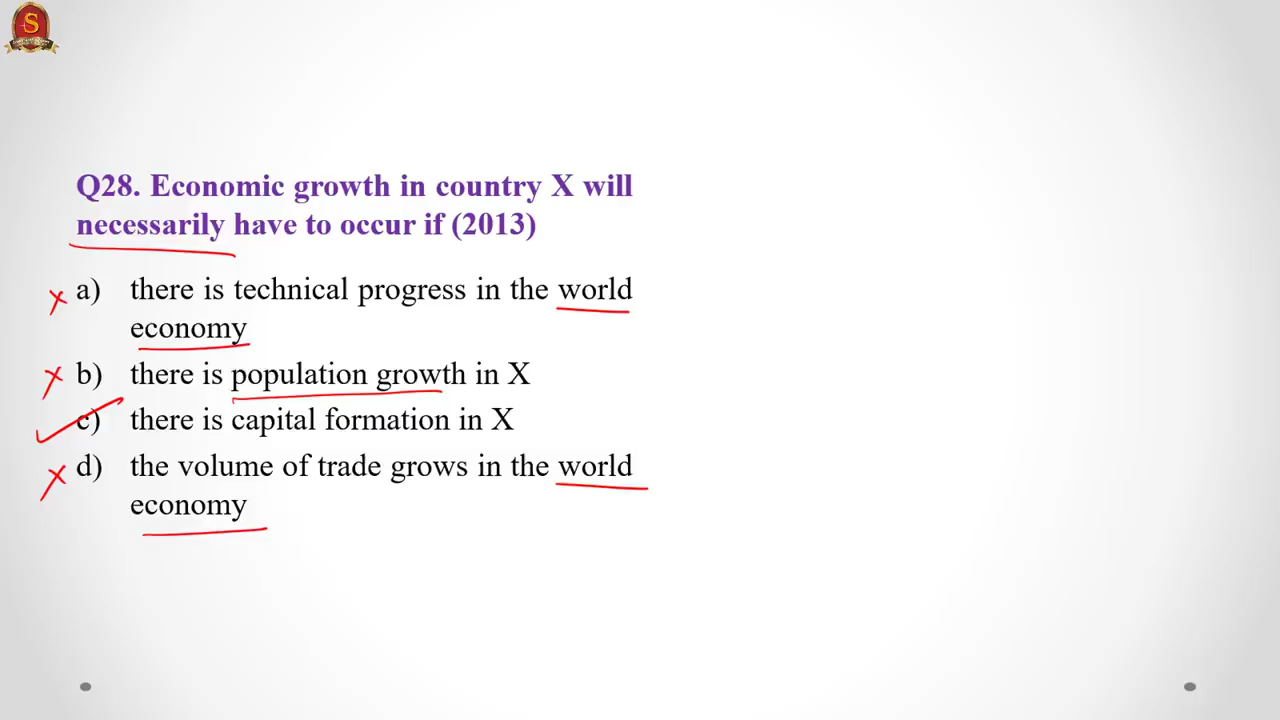 S
Q28. Economic growth in country X will
necessarily have to occur if (2013)
a) there is technical progress in the world
economy
b) there is population growth in X
c) there is capital formation in X
d) the volume of trade grows in the world
economy